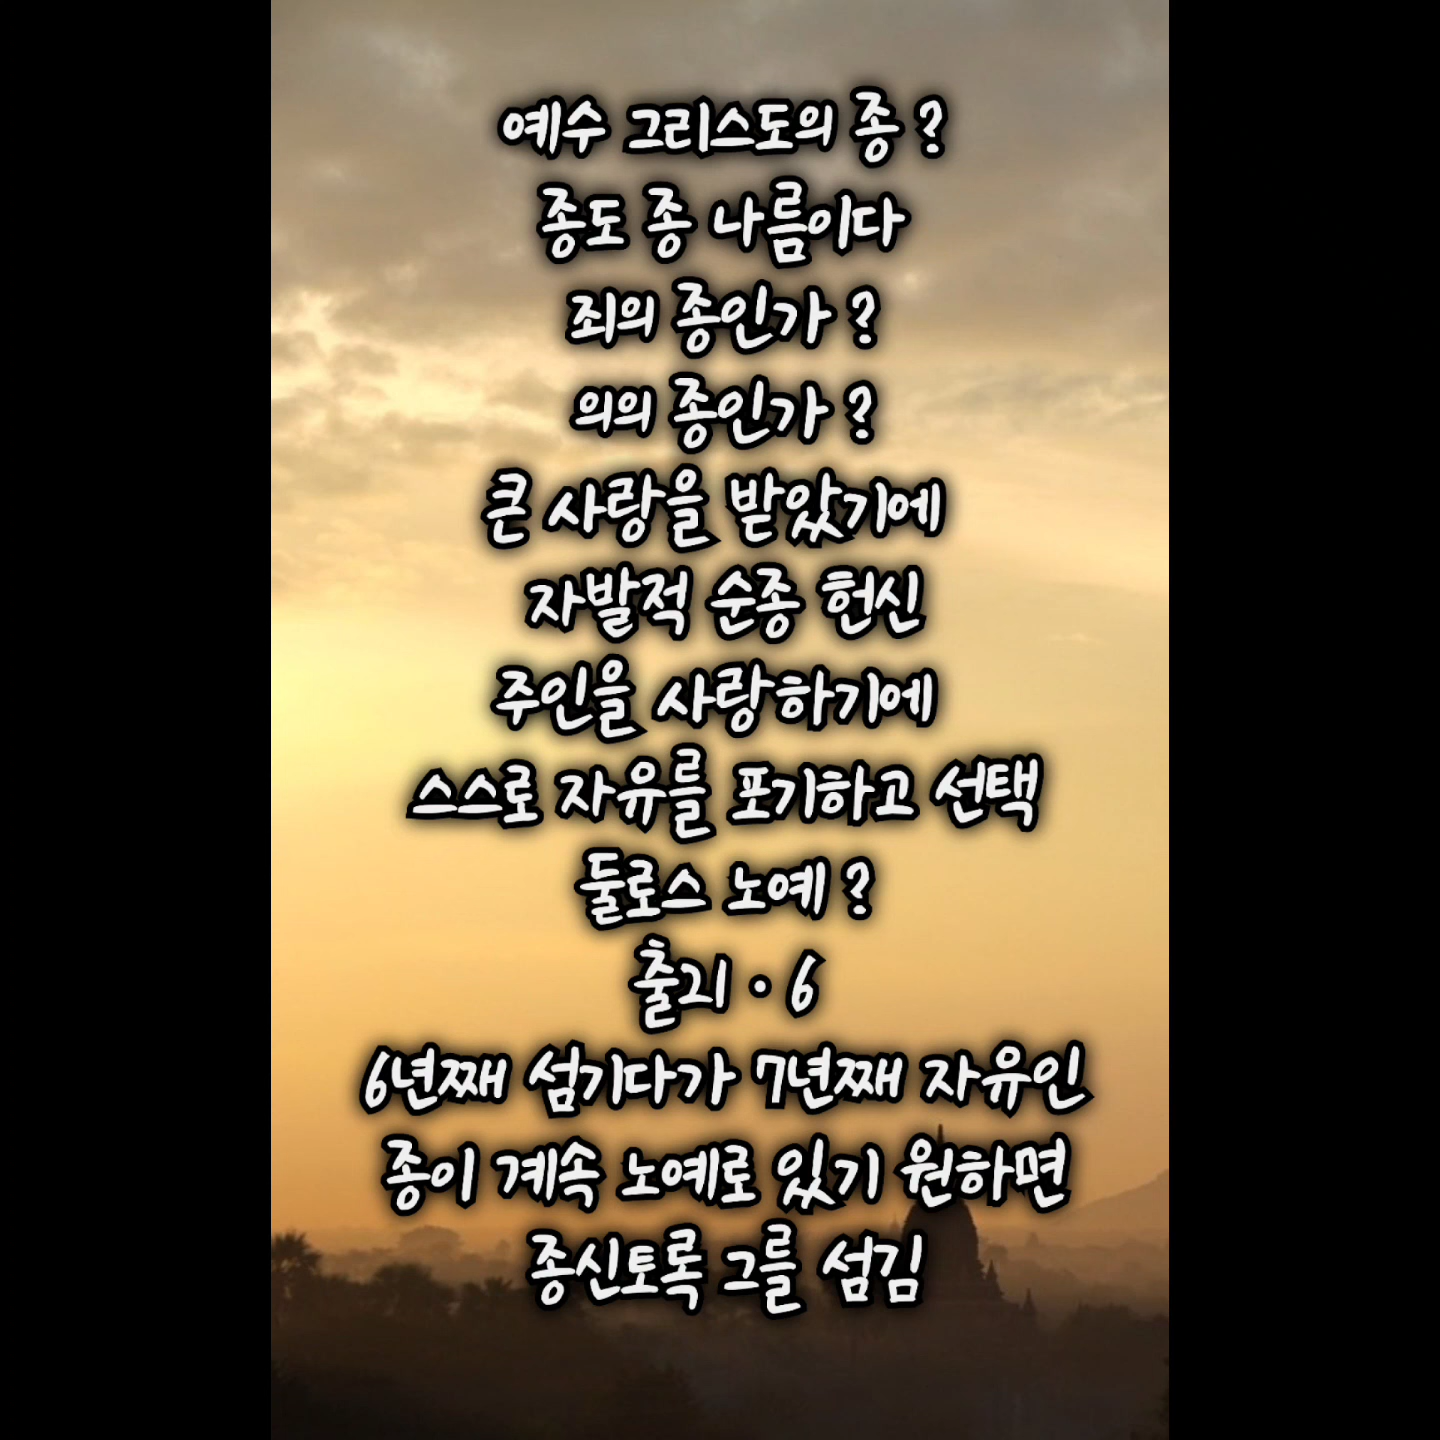 예수 그리스도의 종 ?
종도 종 나름이다
죄의 종인가 ?
의의 종인가 ?
큰 사랑을 받았기에
자발적 순종 헌신
주인을 사랑하기에
스스로 자유를 포기하고 선택
둘로스 노예 ?
출21 · 6
6년째 섬기다가 7년째 자유인
종이 계속 노예로 있기 원하면
종신토록 그를 섬김